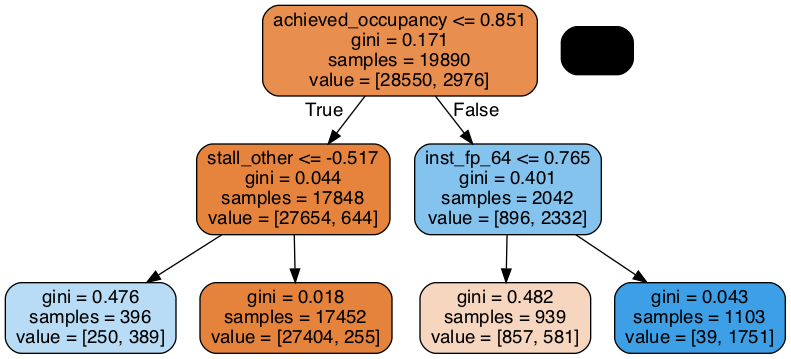 achieved_occupancy <= 0.851
gini = 0.171
samples = 19890
value = [28550, 2976]
True
False
stall_other <= -0.517
gini = 0.044
samples = 17848
value = [27654, 644]
inst_fp_64 <= 0.765
gini = 0.401
samples = 2042
value = [896, 2332]
gini = 0.476
samples = 396
value = [250, 389]
gini = 0.018
samples = 17452
value = [27404, 255]
gini = 0.482
samples = 939
value = [857, 581]
gini = 0.043
samples = 1103
value = [39, 1751]